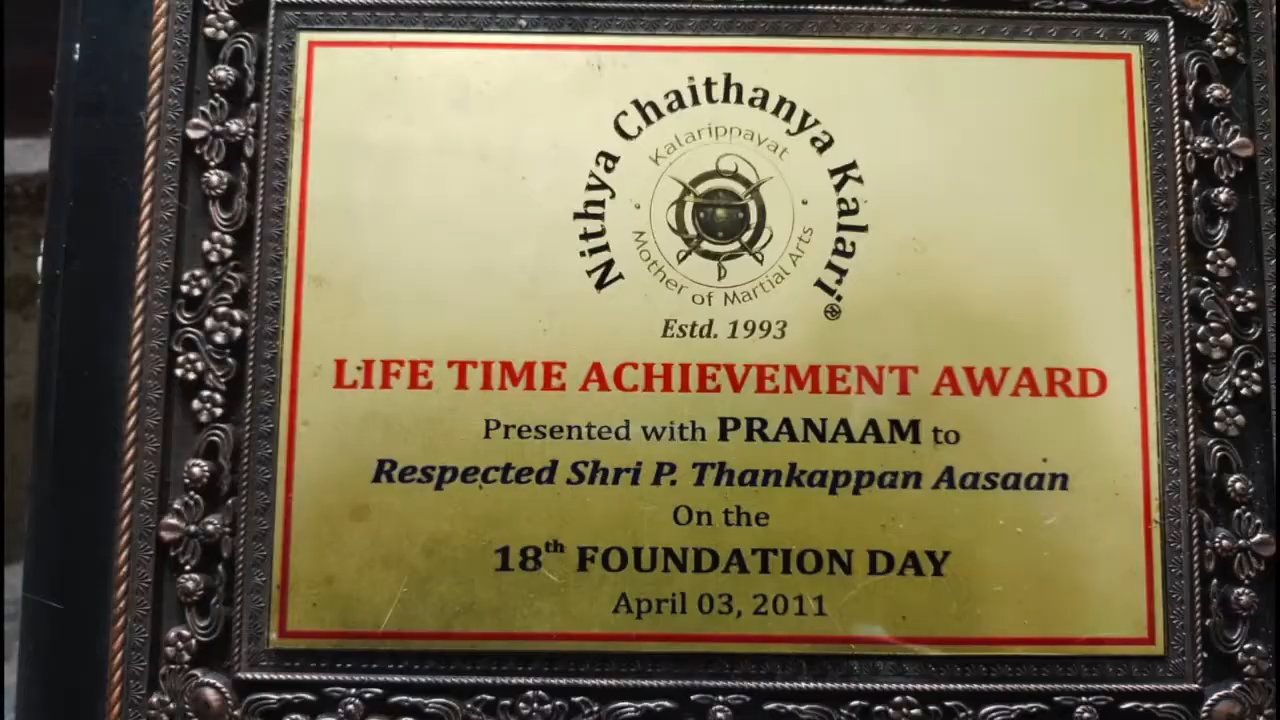 Nithya Chaithanya Kalari®
Kalarippayat
Mother of Martial Arts
Estd. 1993
LIFE TIME ACHIEVEMENT AWARD
Presented with PRANAAM to
Respected Shri P. Thankappan Aasaan
On the
18th FOUNDATION DAY
April 03, 2011